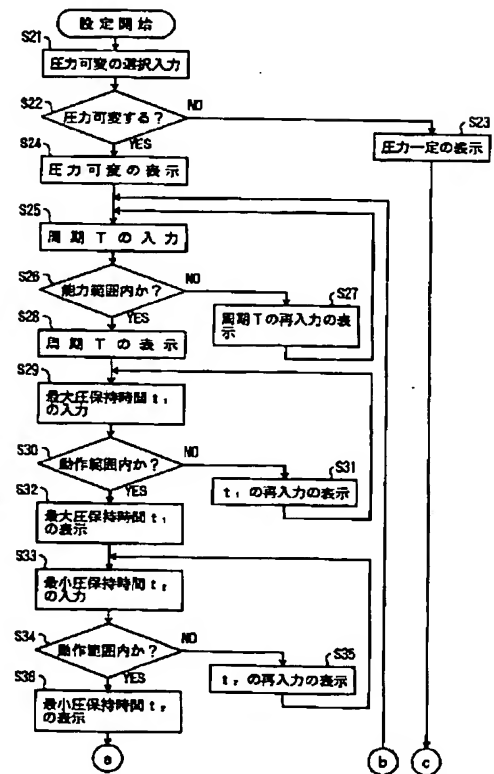 設定開始
S21
圧力可変の選択入力
S22
圧力可変する?
NO
YES
S23
圧力一定の表示
S24
圧力可変の表示
S25
周期Tの入力
S26
能力範囲内か?
NO
YES
S27
周期Tの再入力の表
示
S28
周期Tの表示
S29
最大圧保持時間t₁
の入力
S30
動作範囲内か?
NO
YES
S31
t₁の再入力の表示
S32
最大圧保持時間t₁
の表示
S33
最小圧保持時間t₂
の入力
S34
動作範囲内か?
NO
YES
S35
t₂の再入力の表示
S36
最小圧保持時間t₂
の表示
a
b
c